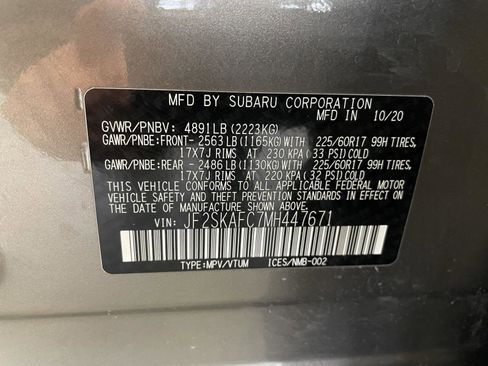 MFD BY SUBARU CORPORATION
MFD IN 10/20
GVWR/PNBV: 4891LB(2223KG)
GAWR/PNBE:FRONT- 2563LB(1165KG)WITH 225/60R17 99H TIRES,
17X7J RIMS AT 230 KPA(33 PSI)COLD
GAWR/PNBE:REAR - 2486LB(1130KG)WITH 225/60R17 99H TIRES,
17X7J RIMS AT 220 KPA(32 PSI)COLD
THIS VEHICLE CONFORMS TO ALL APPLICABLE FEDERAL MOTOR
VEHICLE SAFETY AND THEFT PREVENTION STANDARDS IN EFFECT
ON THE DATE OF MANUFACTURE SHOWN ABOVE.
VIN: JF2SKAFC7MH447671
TYPE:MPV/VTUM ICES/NMB-002